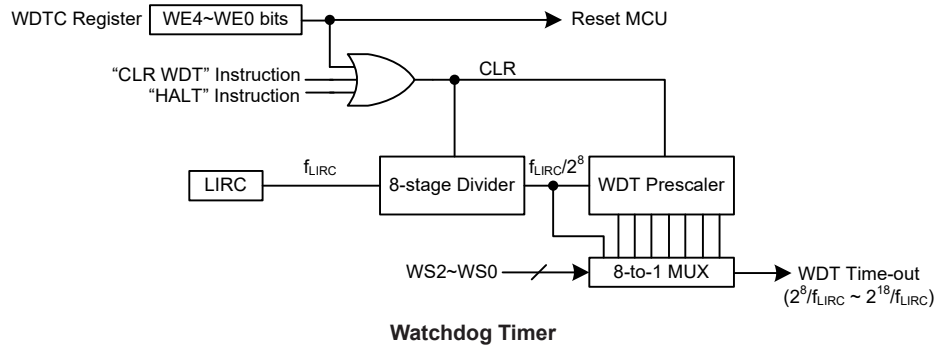 WDTC Register WE4~WE0 bits Reset MCU
“CLR WDT” Instruction
“HALT” Instruction
CLR
LIRC
fLIRC
8-stage Divider
fLIRC/2⁸
WDT Prescaler
WS2~WS0
8-to-1 MUX
WDT Time-out
(2⁸/fLIRC ~ 2¹⁸/fLIRC)
Watchdog Timer